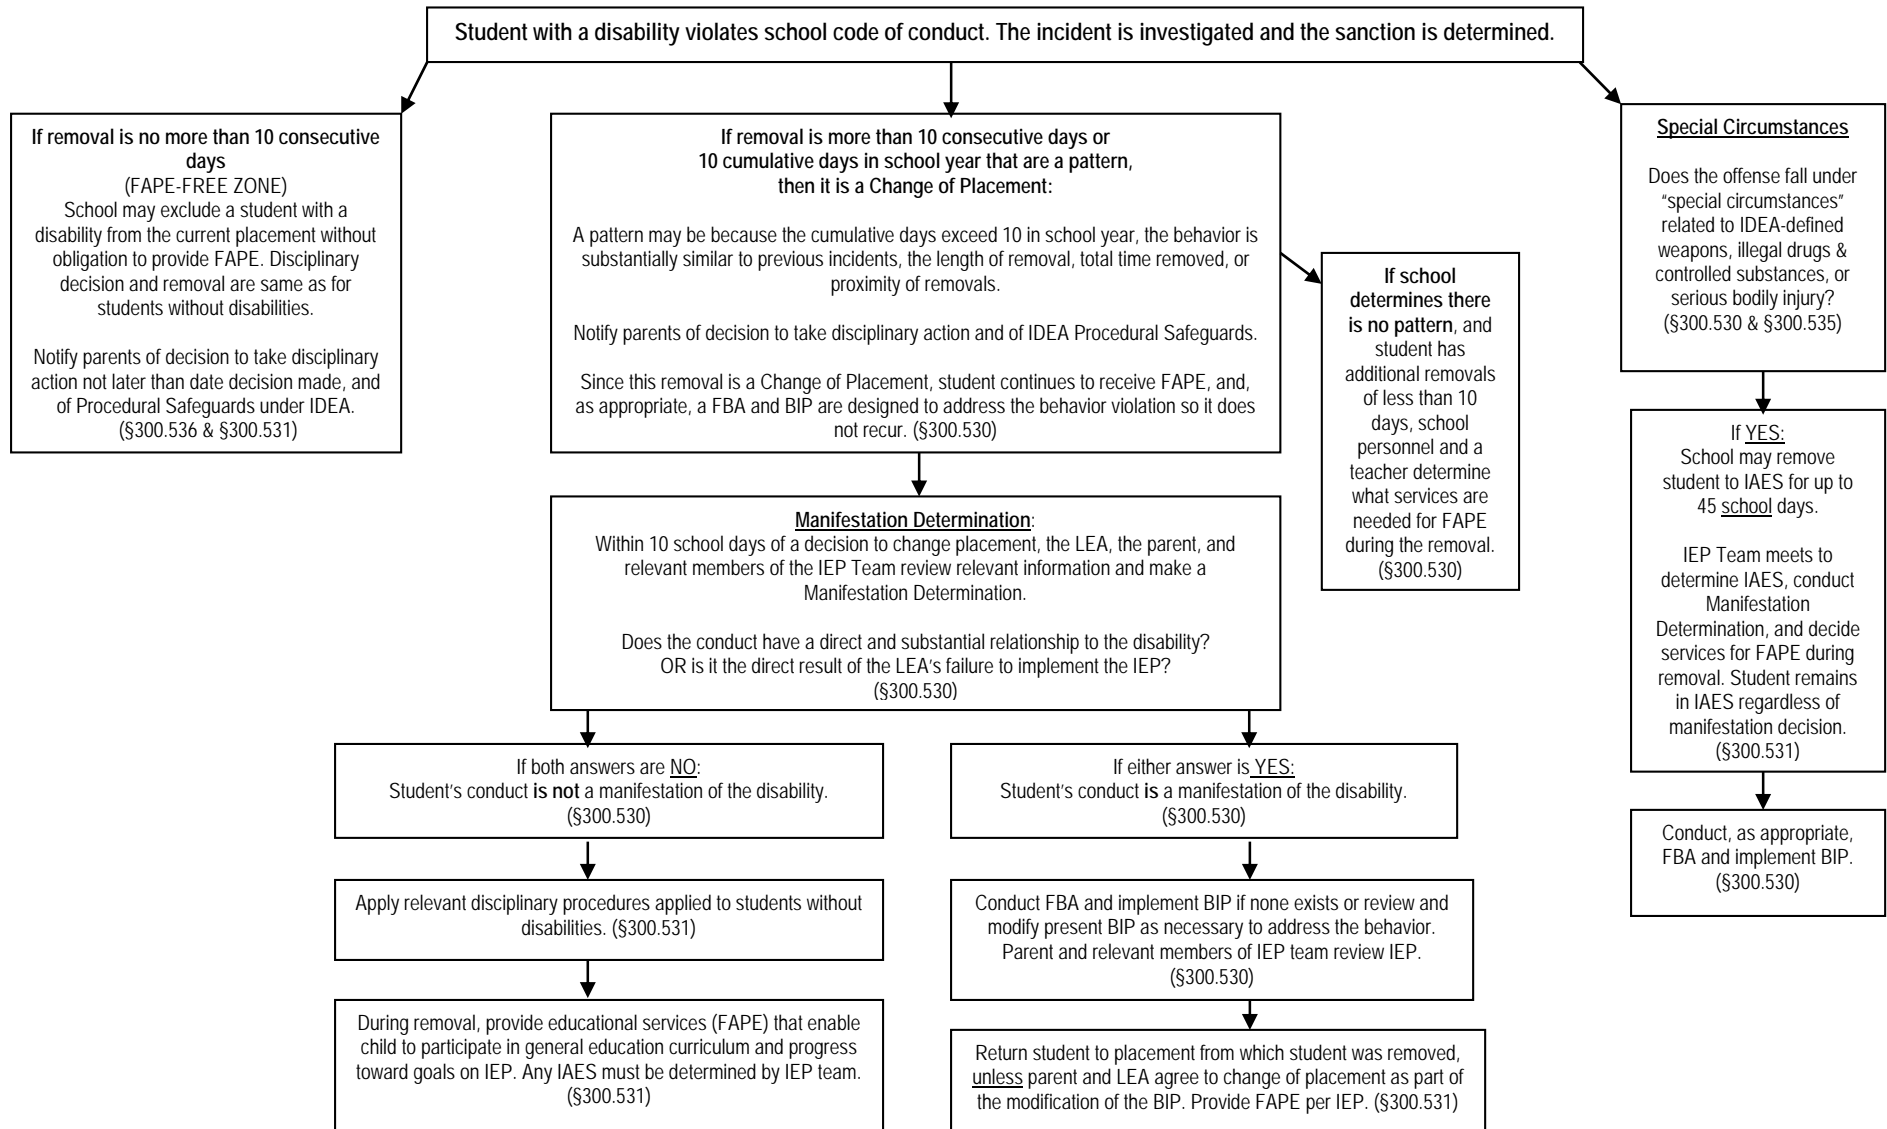 Student with a disability violates school code of conduct. The incident is investigated and the sanction is determined.
If removal is no more than 10 consecutive
days
(FAPE-FREE ZONE)
School may exclude a student with a
disability from the current placement without
obligation to provide FAPE. Disciplinary
decision and removal are same as for
students without disabilities.
Notify parents of decision to take disciplinary
action not later than date decision made, and
of Procedural Safeguards under IDEA.
(§300.536 & §300.531)
If removal is more than 10 consecutive days or
10 cumulative days in school year that are a pattern,
then it is a Change of Placement:
A pattern may be because the cumulative days exceed 10 in school year, the behavior is
substantially similar to previous incidents, the length of removal, total time removed, or
proximity of removals.
Notify parents of decision to take disciplinary action and of IDEA Procedural Safeguards.
Since this removal is a Change of Placement, student continues to receive FAPE, and,
as appropriate, a FBA and BIP are designed to address the behavior violation so it does
not recur. (§300.530)
If school
determines there
is no pattern, and
student has
additional removals
of less than 10
days, school
personnel and a
teacher determine
what services are
needed for FAPE
during the removal.
(§300.530)
Special Circumstances
Does the offense fall under
"special circumstances"
related to IDEA-defined
weapons, illegal drugs &
controlled substances, or
serious bodily injury?
(§300.530 & §300.535)
If YES:
School may remove
student to IAES for up to
45 school days.
IEP Team meets to
determine IAES, conduct
Manifestation
Determination, and decide
services for FAPE during
removal. Student remains
in IAES regardless of
manifestation decision.
(§300.531)
Conduct, as appropriate,
FBA and implement BIP.
(§300.530)
Manifestation Determination:
Within 10 school days of a decision to change placement, the LEA, the parent, and
relevant members of the IEP Team review relevant information and make a
Manifestation Determination.
Does the conduct have a direct and substantial relationship to the disability?
OR is it the direct result of the LEA's failure to implement the IEP?
(§300.530)
If both answers are NO:
Student's conduct is not a manifestation of the disability.
(§300.530)
Apply relevant disciplinary procedures applied to students without
disabilities. (§300.531)
During removal, provide educational services (FAPE) that enable
child to participate in general education curriculum and progress
toward goals on IEP. Any IAES must be determined by IEP team.
(§300.531)
If either answer is YES:
Student's conduct is a manifestation of the disability.
(§300.530)
Conduct FBA and implement BIP if none exists or review and
modify present BIP as necessary to address the behavior.
Parent and relevant members of IEP team review IEP.
(§300.530)
Return student to placement from which student was removed,
unless parent and LEA agree to change of placement as part of
the modification of the BIP. Provide FAPE per IEP. (§300.531)